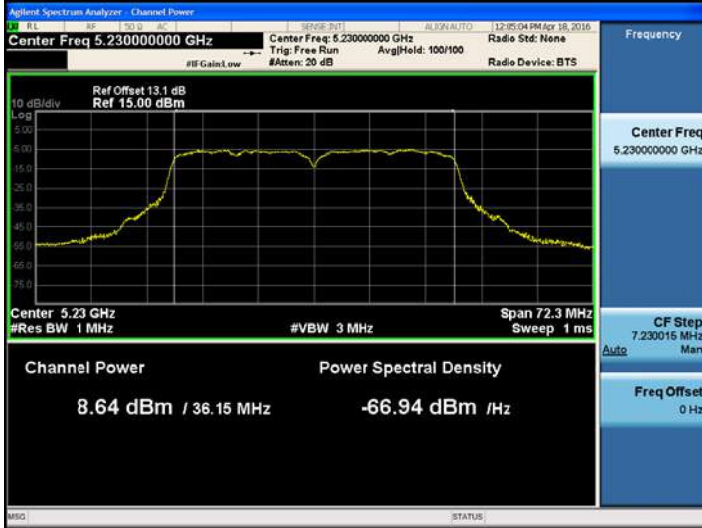 Agilent Spectrum Analyzer - Channel Power
RL RF 50 Ω AC SENSE:INT ALIGN AUTO 12:05:04 PM Apr 18, 2016
Center Freq 5.230000000 GHz
Center Freq: 5.230000000 GHz
Radio Std: None
Trig: Free Run Avg|Hold: 100/100
#IFGain:Low
#Atten: 20 dB
Radio Device: BTS
Ref Offset 13.1 dB
10 dB/div Ref 15.00 dBm
Log
5.00
-5.00
-15.0
-25.0
-35.0
-45.0
-55.0
-65.0
-75.0
Center 5.23 GHz Span 72.3 MHz
#Res BW 1 MHz #VBW 3 MHz Sweep 1 ms
Channel Power
Power Spectral Density
8.64 dBm / 36.15 MHz
-66.94 dBm /Hz
MSG STATUS
Frequency
Center Freq
5.230000000 GHz
CF Step
7.230015 MHz
Auto Man
Freq Offset
0 Hz